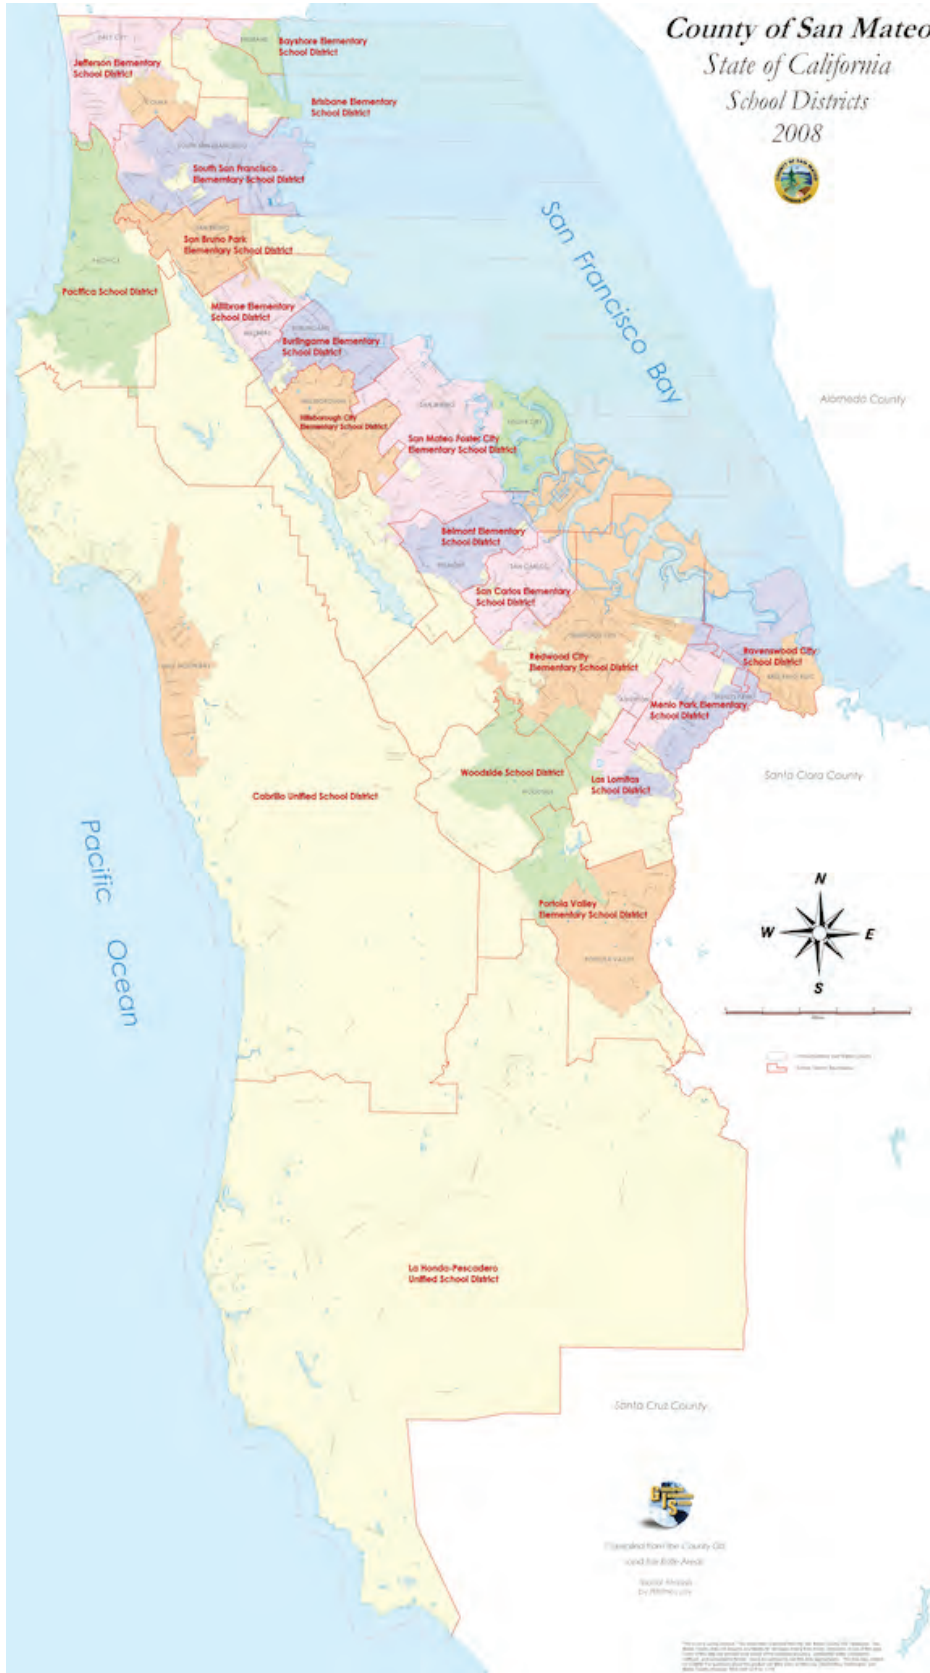 County of San Mateo
State of California
School Districts
2008
Bayshore Elementary
School District
Jefferson Elementary
School District
Brisbane Elementary
School District
South San Francisco
Elementary School District
San Bruno Park
Elementary School District
Pacifica School District
Millbrae Elementary
School District
Burlingame Elementary
School District
San Francisco Bay
Alameda County
Hillsborough City
Elementary School District
San Mateo Foster City
Elementary School District
Belmont Elementary
School District
San Carlos Elementary
School District
Redwood City
Elementary School District
Ravenswood City
School District
Menlo Park Elementary
School District
Woodside School District
Las Lomitas
School District
Santa Clara County
Cabrillo Unified School District
Pacific Ocean
Portola Valley
Elementary School District
PORTOLA VALLEY
N
W
E
S
La Honda-Pescadero
Unified School District
Santa Cruz County
GIS